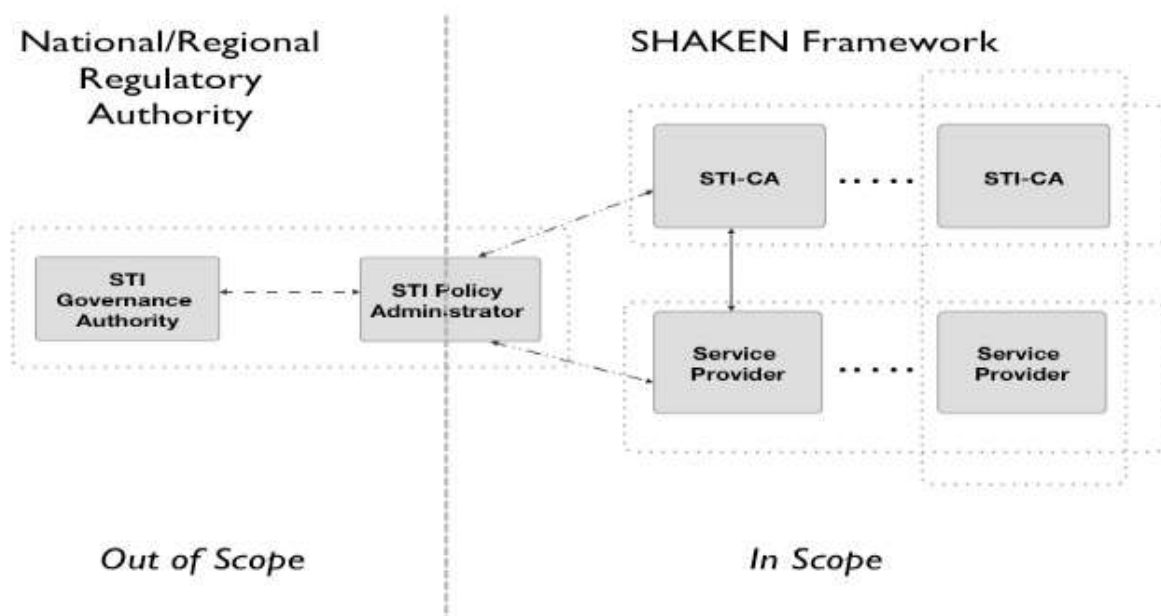 National/Regional
Regulatory
Authority
SHAKEN Framework
STI-CA
STI-CA
STI
Governance
Authority
STI Policy
Administrator
Service
Provider
Service
Provider
Out of Scope
In Scope